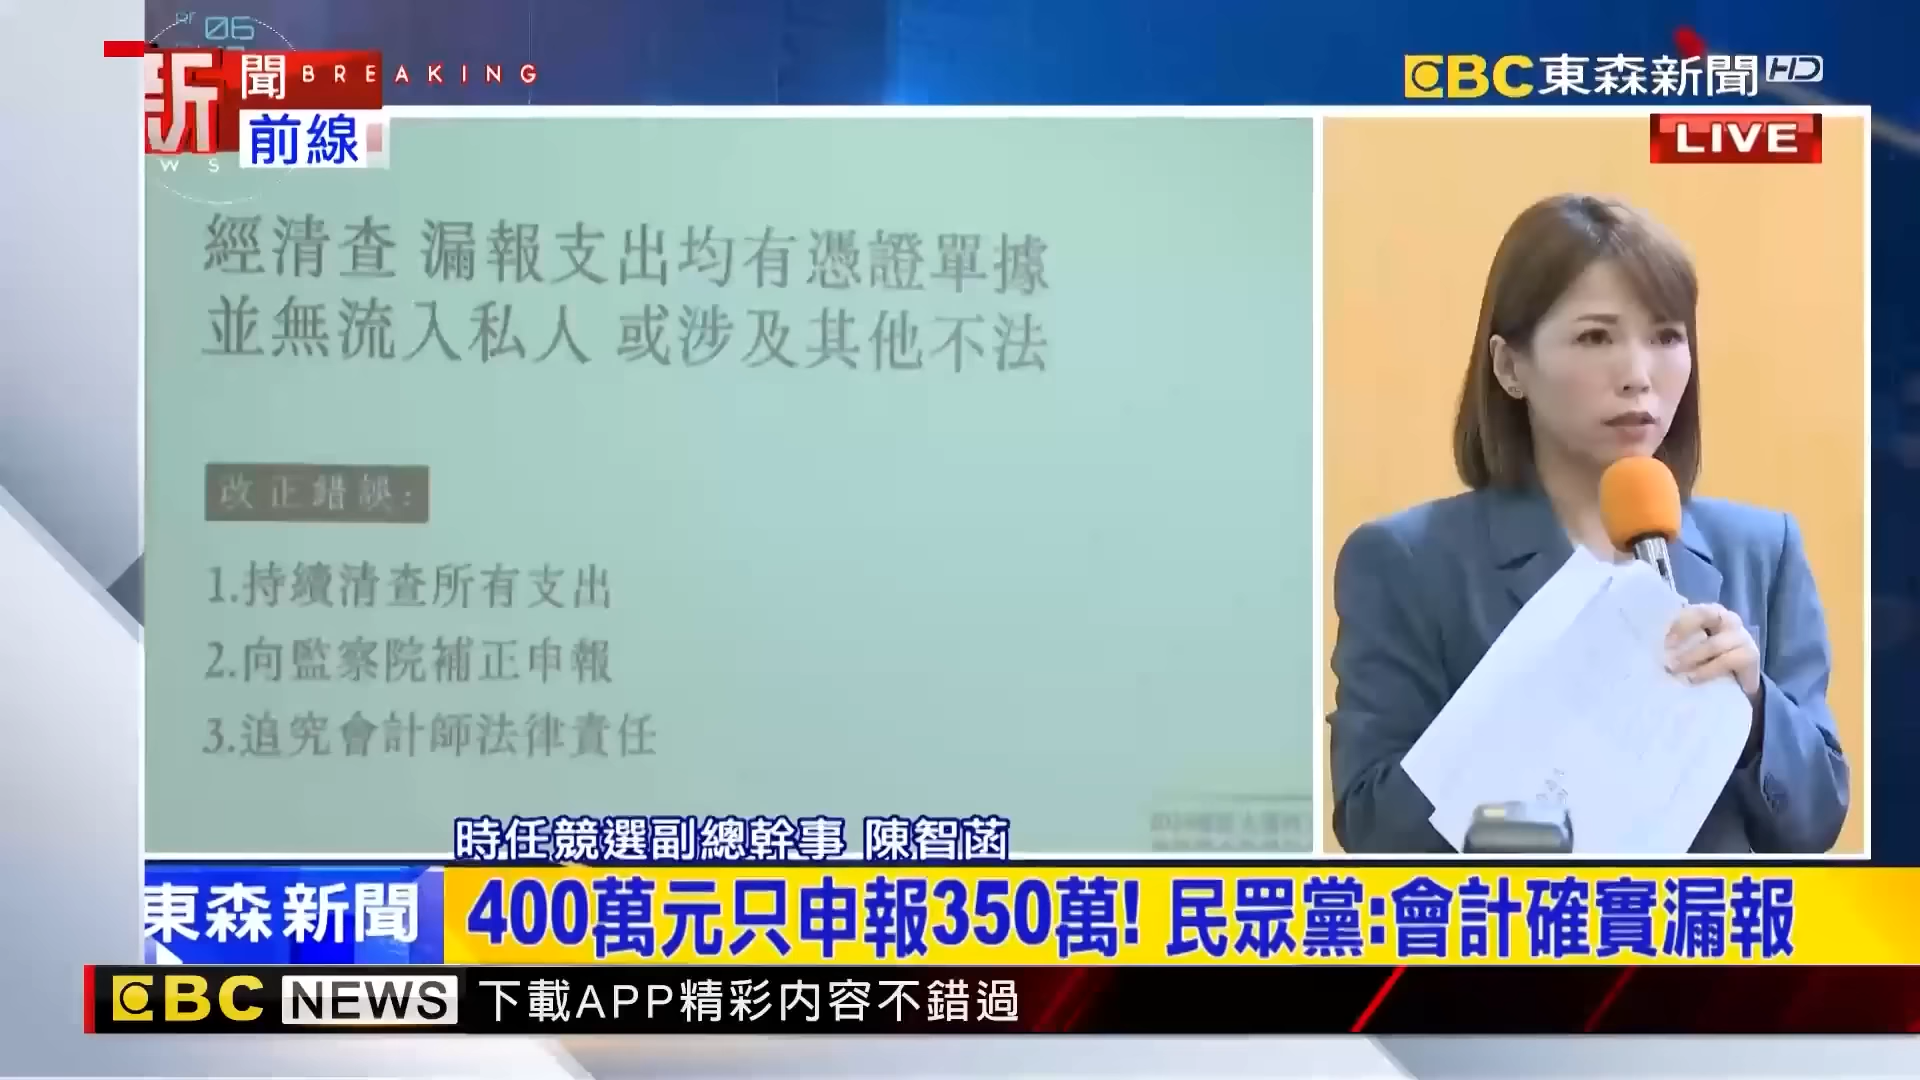 06
新聞 BREAKING
前線
NEWS
EBC東森新聞HD
LIVE
經清查 漏報支出均有憑證單據
並無流入私人 或涉及其他不法
改正錯誤:
1.持續清查所有支出
2.向監察院補正申報
3.追究會計師法律責任
時任競選副總幹事 陳智菡
東森新聞
400萬元只申報350萬! 民眾黨:會計確實漏報
EBC NEWS 下載APP精彩內容不錯過